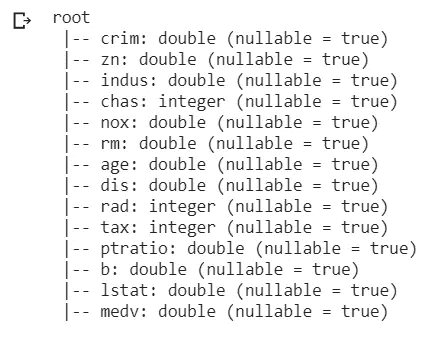 root
|-- crim: double (nullable = true)
|-- zn: double (nullable = true)
|-- indus: double (nullable = true)
|-- chas: integer (nullable = true)
|-- nox: double (nullable = true)
|-- rm: double (nullable = true)
|-- age: double (nullable = true)
|-- dis: double (nullable = true)
|-- rad: integer (nullable = true)
|-- tax: integer (nullable = true)
|-- ptratio: double (nullable = true)
|-- b: double (nullable = true)
|-- lstat: double (nullable = true)
|-- medv: double (nullable = true)